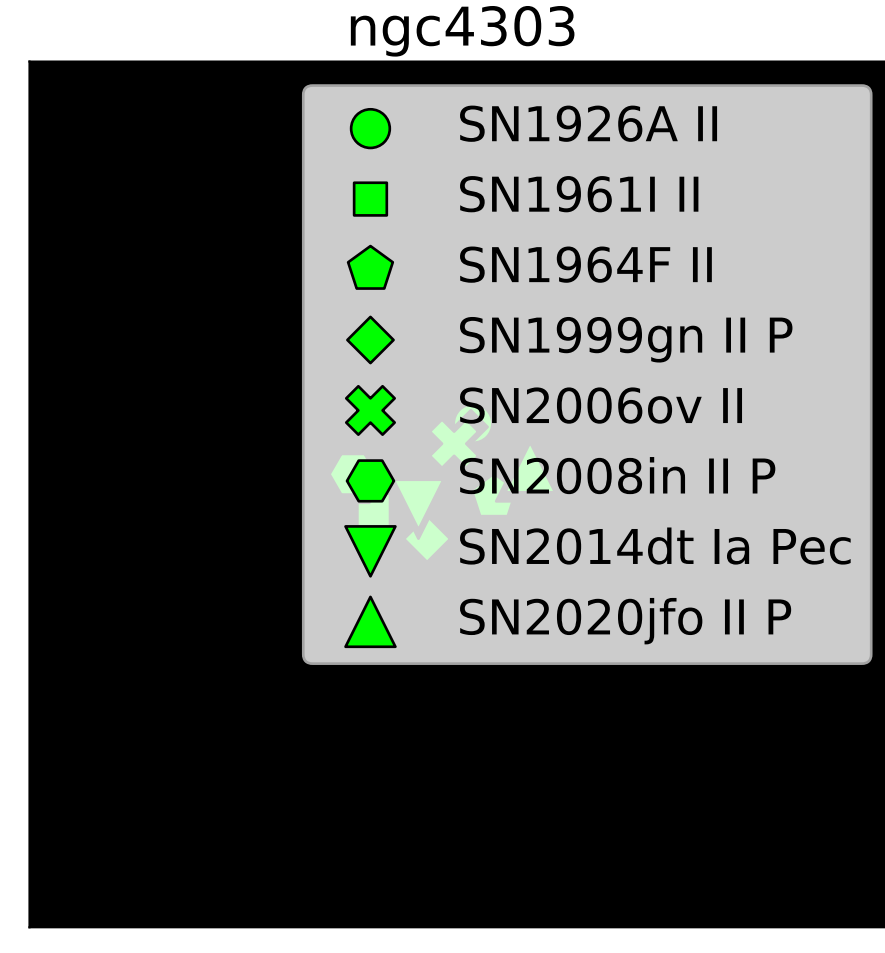 ngc4303
SN1926A II
SN1961I II
SN1964F II
SN1999gn II P
SN2006ov II
SN2008in II P
SN2014dt Ia Pec
SN2020jfo II P